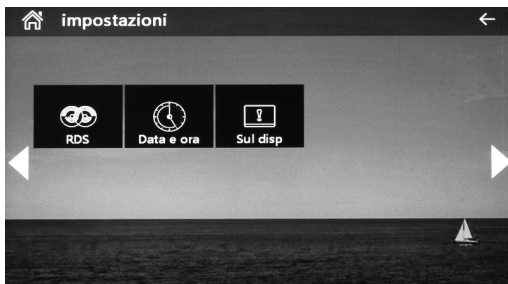 impostazioni
RDS
Data e ora
Sul disp